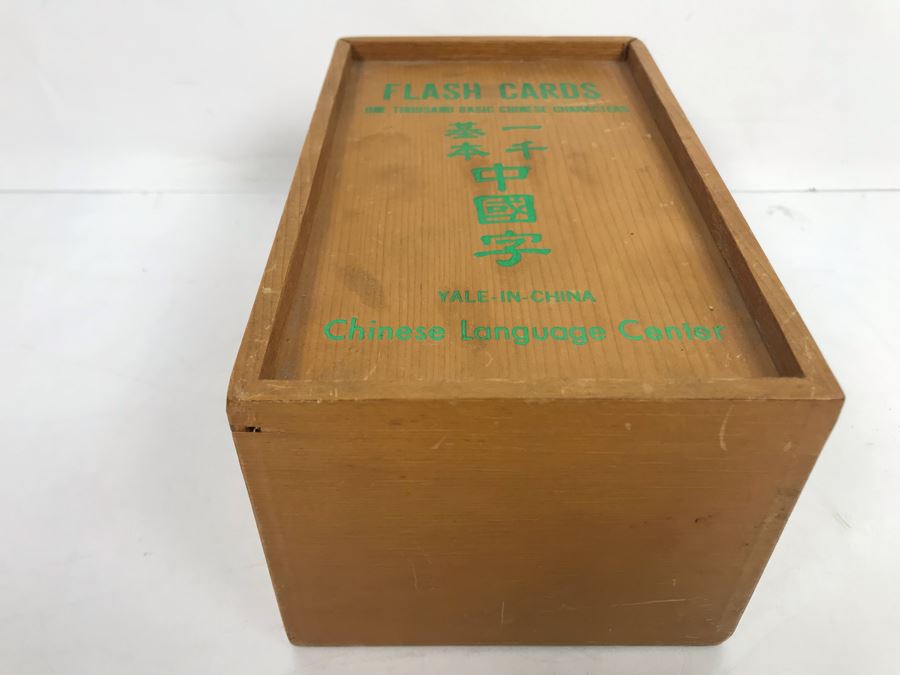 FLASH CARDS
ONE THOUSAND BASIC CHINESE CHARACTERS
一千
基本
中國字
YALE-IN-CHINA
Chinese Language Center